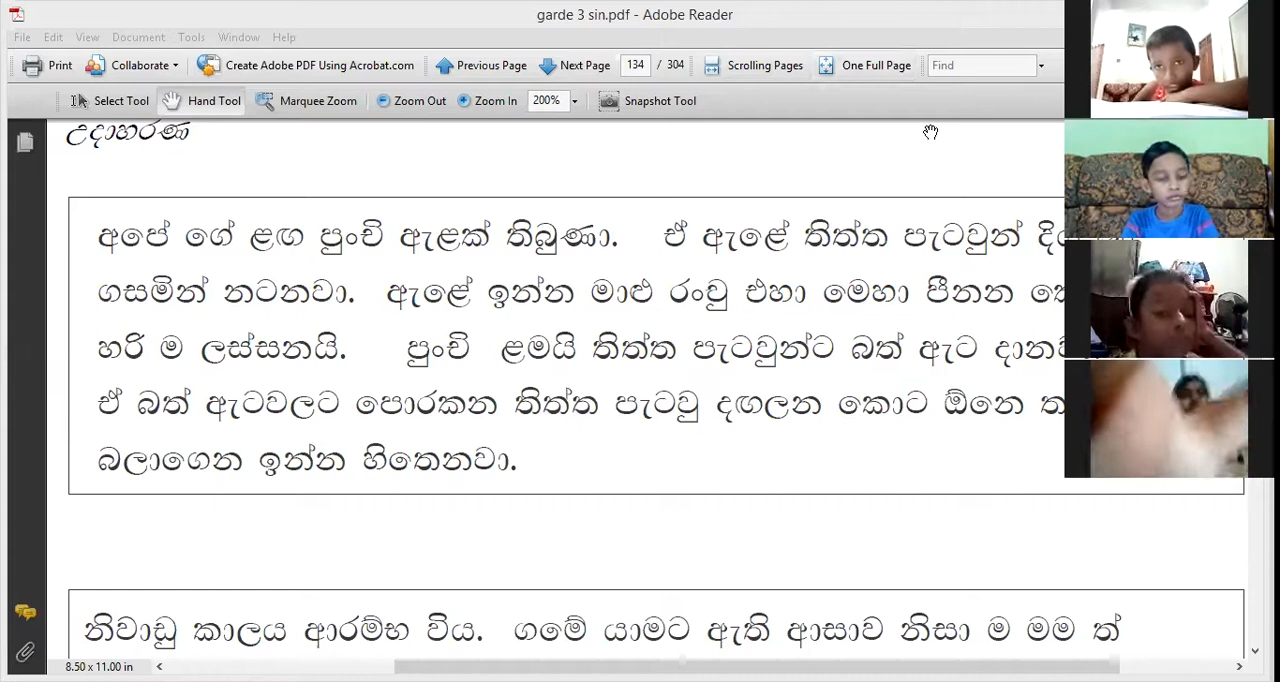 garde 3 sin.pdf - Adobe Reader
File Edit View Document Tools Window Help
Print Collaborate Create Adobe PDF Using Acrobat.com Previous Page Next Page 134 / 304 Scrolling Pages One Full Page Find
Select Tool Hand Tool Marquee Zoom Zoom Out Zoom In 200% Snapshot Tool
උදාහරණ
අපේ ගේ ළඟ පුංචි ඇළක් තිබුණා. ඒ ඇළේ තිත්ත පැටවුන්
ගසමින් නටනවා. ඇළේ ඉන්න මාළු රංචු එහා මෙහා පීනන
හරි ම ලස්සනයි. පුංචි ළමයි තිත්ත පැටවුන්ට බත් ඇට
ඒ බත් ඇටවලට පොරකන තිත්ත පැටවු දඟලන කොට ඕනෙ
බලාගෙන ඉන්න හිතෙනවා.
නිවාඩු කාලය ආරම්භ විය. ගමේ යාමට ඇති ආසාව නිසා ම මම ත්
8.50 x 11.00 in